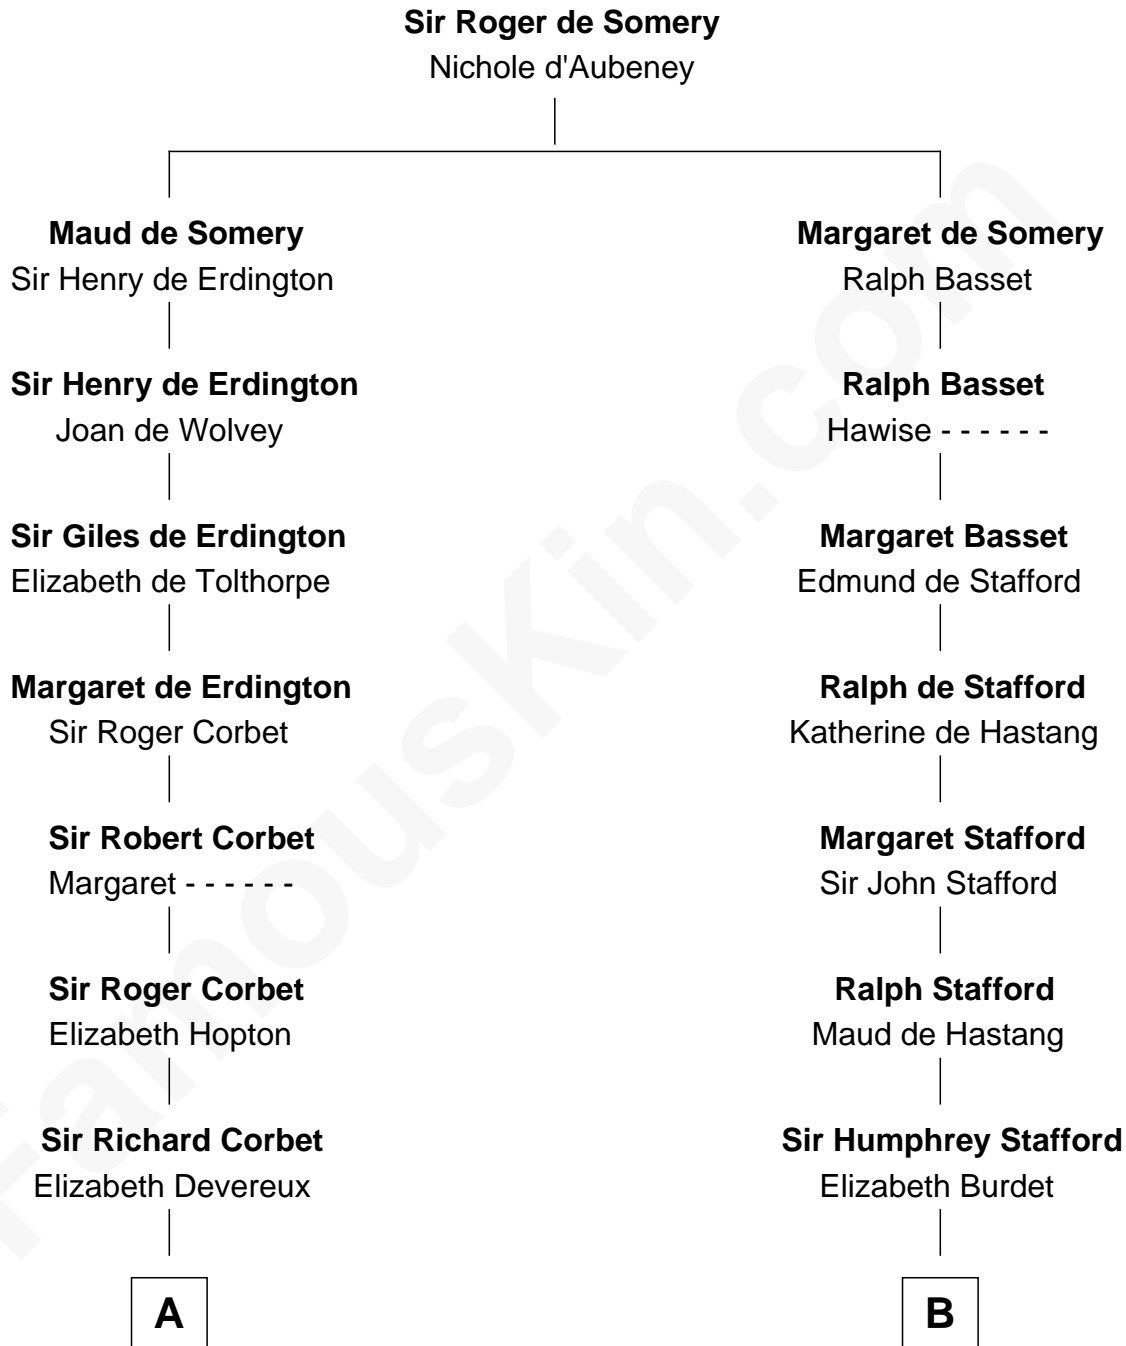 Sir Roger de Somery
Nichole d'Aubeney
Maud de Somery
Sir Henry de Erdington
Margaret de Somery
Ralph Basset
Sir Henry de Erdington
Joan de Wolvey
Ralph Basset
Hawise - - - - - -
Sir Giles de Erdington
Elizabeth de Tolthorpe
Margaret Basset
Edmund de Stafford
Margaret de Erdington
Sir Roger Corbet
Ralph de Stafford
Katherine de Hastang
Sir Robert Corbet
Margaret - - - - - -
Margaret Stafford
Sir John Stafford
Sir Roger Corbet
Elizabeth Hopton
Ralph Stafford
Maud de Hastang
Sir Richard Corbet
Elizabeth Devereux
Sir Humphrey Stafford
Elizabeth Burdet
A
B
FamousKin.com